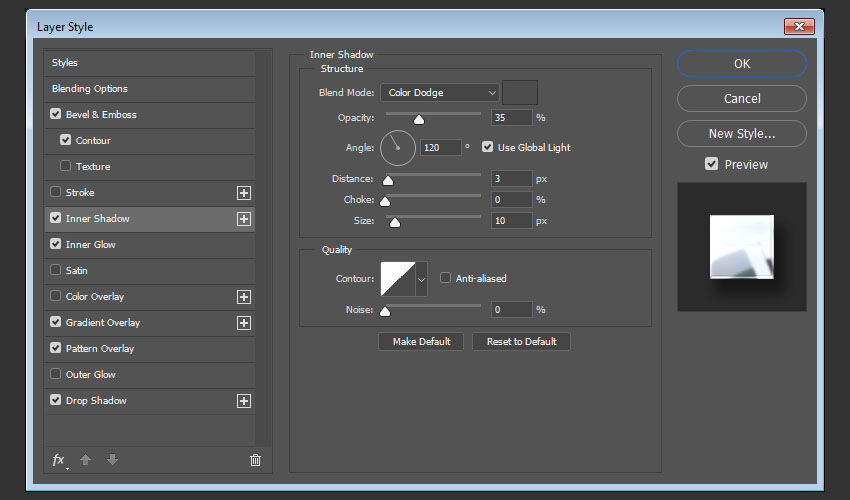 Layer Style
Styles
Blending Options
Bevel & Emboss
Contour
Texture
Stroke
Inner Shadow
Inner Glow
Satin
Color Overlay
Gradient Overlay
Pattern Overlay
Outer Glow
Drop Shadow
fx
Inner Shadow
Structure
Blend Mode: Color Dodge
Opacity: 35 %
Angle: 120 ° Use Global Light
Distance: 3 px
Choke: 0 %
Size: 10 px
Quality
Contour: Anti-aliased
Noise: 0 %
Make Default Reset to Default
OK
Cancel
New Style...
Preview